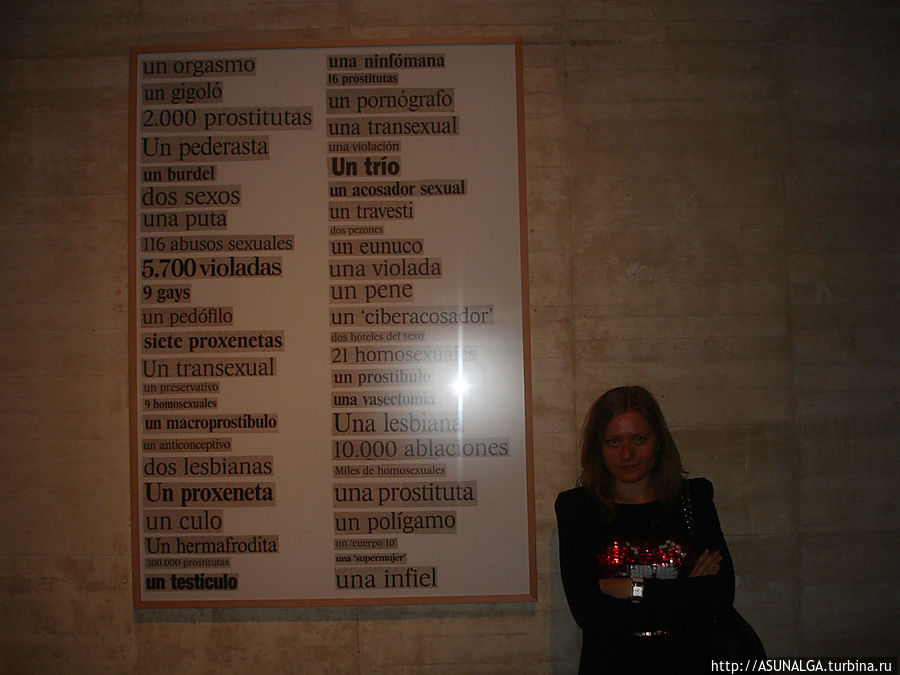 un orgasmo
un gigoló
2.000 prostitutas
Un pederasta
un burdel
dos sexos
una puta
116 abusos sexuales
5.700 violadas
9 gays
un pedófilo
siete proxenetas
Un transexual
un preservativo
9 homosexuales
un macroprostíbulo
un anticonceptivo
dos lesbianas
Un proxeneta
un culo
Un hermafrodita
300.000 prostitutas
un testículo
una ninfómana
16 prostitutas
un pornógrafo
una transexual
una violación
Un trío
un acosador sexual
un travesti
dos pezones
un eunuco
una violada
un pene
un ‘ciberacosador’
dos hoteles del sexo
21 homosexuales
un prostíbulo
una vasectomía
Una lesbiana
10.000 ablaciones
Miles de homosexuales
una prostituta
un polígamo
un ‘cuerpo 10’
una ‘supermujer’
una infiel
http://ASUNALGA.turbina.ru